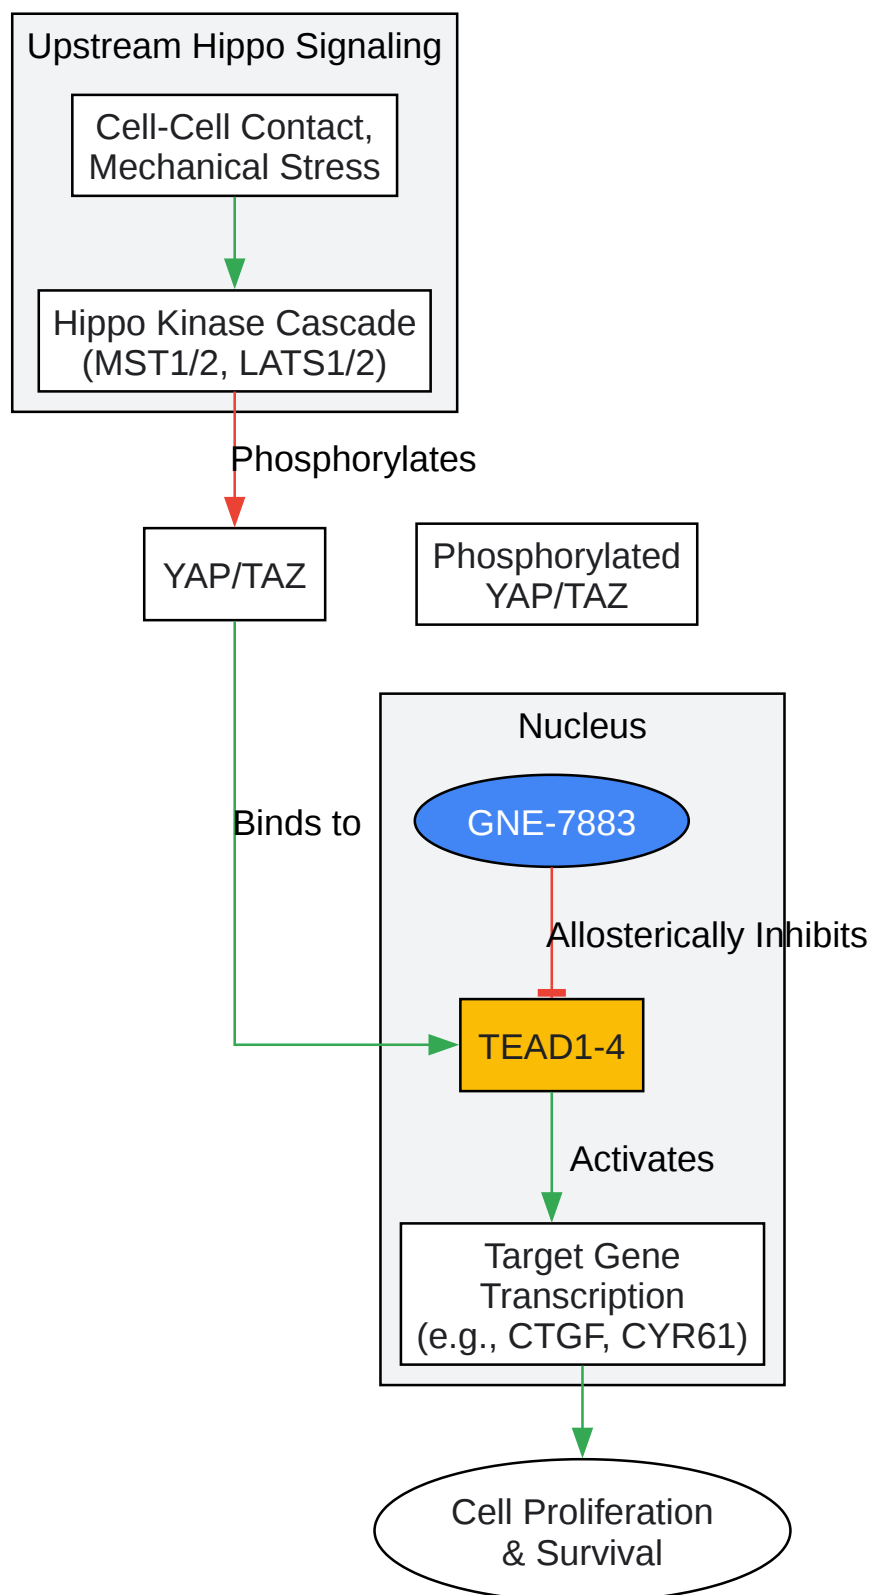 Upstream Hippo Signaling
Cell-Cell Contact,
Mechanical Stress
Hippo Kinase Cascade
(MST1/2, LATS1/2)
Phosphorylates
YAP/TAZ
Phosphorylated
YAP/TAZ
Nucleus
GNE-7883
Binds to
Allosterically Inhibits
TEAD1-4
Activates
Target Gene
Transcription
(e.g., CTGF, CYR61)
Cell Proliferation
& Survival